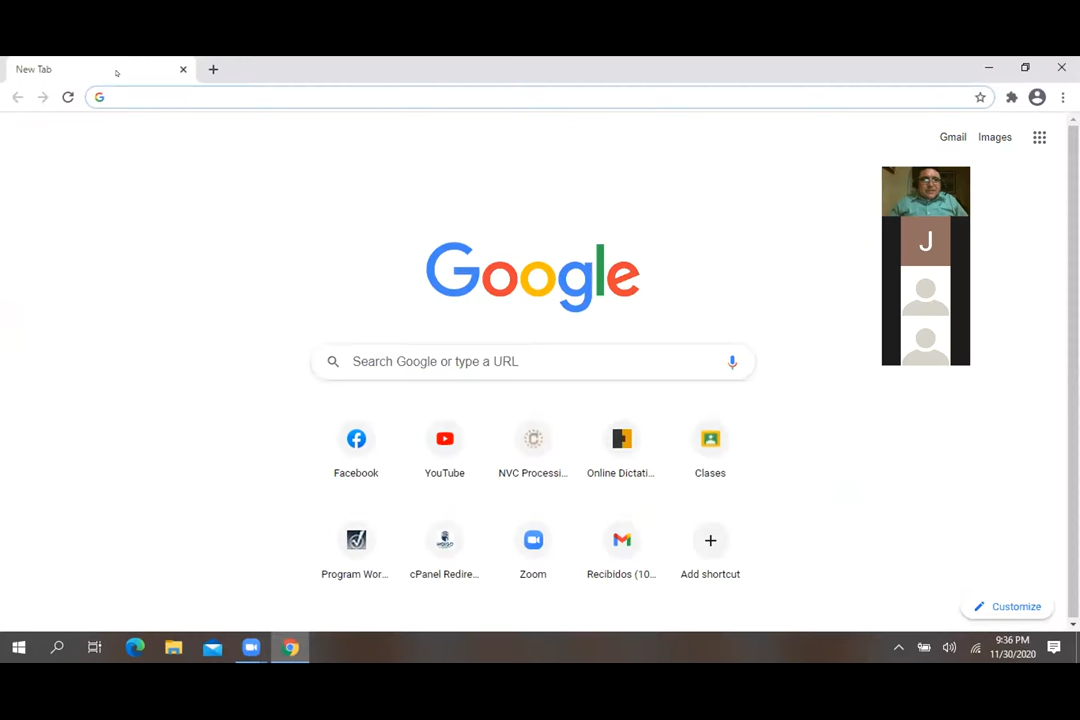 New Tab
Gmail Images
J
Google
Search Google or type a URL
Facebook YouTube NVC Processi... Online Dictati... Clases
Program Wor... cPanel Redire... Zoom Recibidos (10... Add shortcut
Customize
9:36 PM
11/30/2020